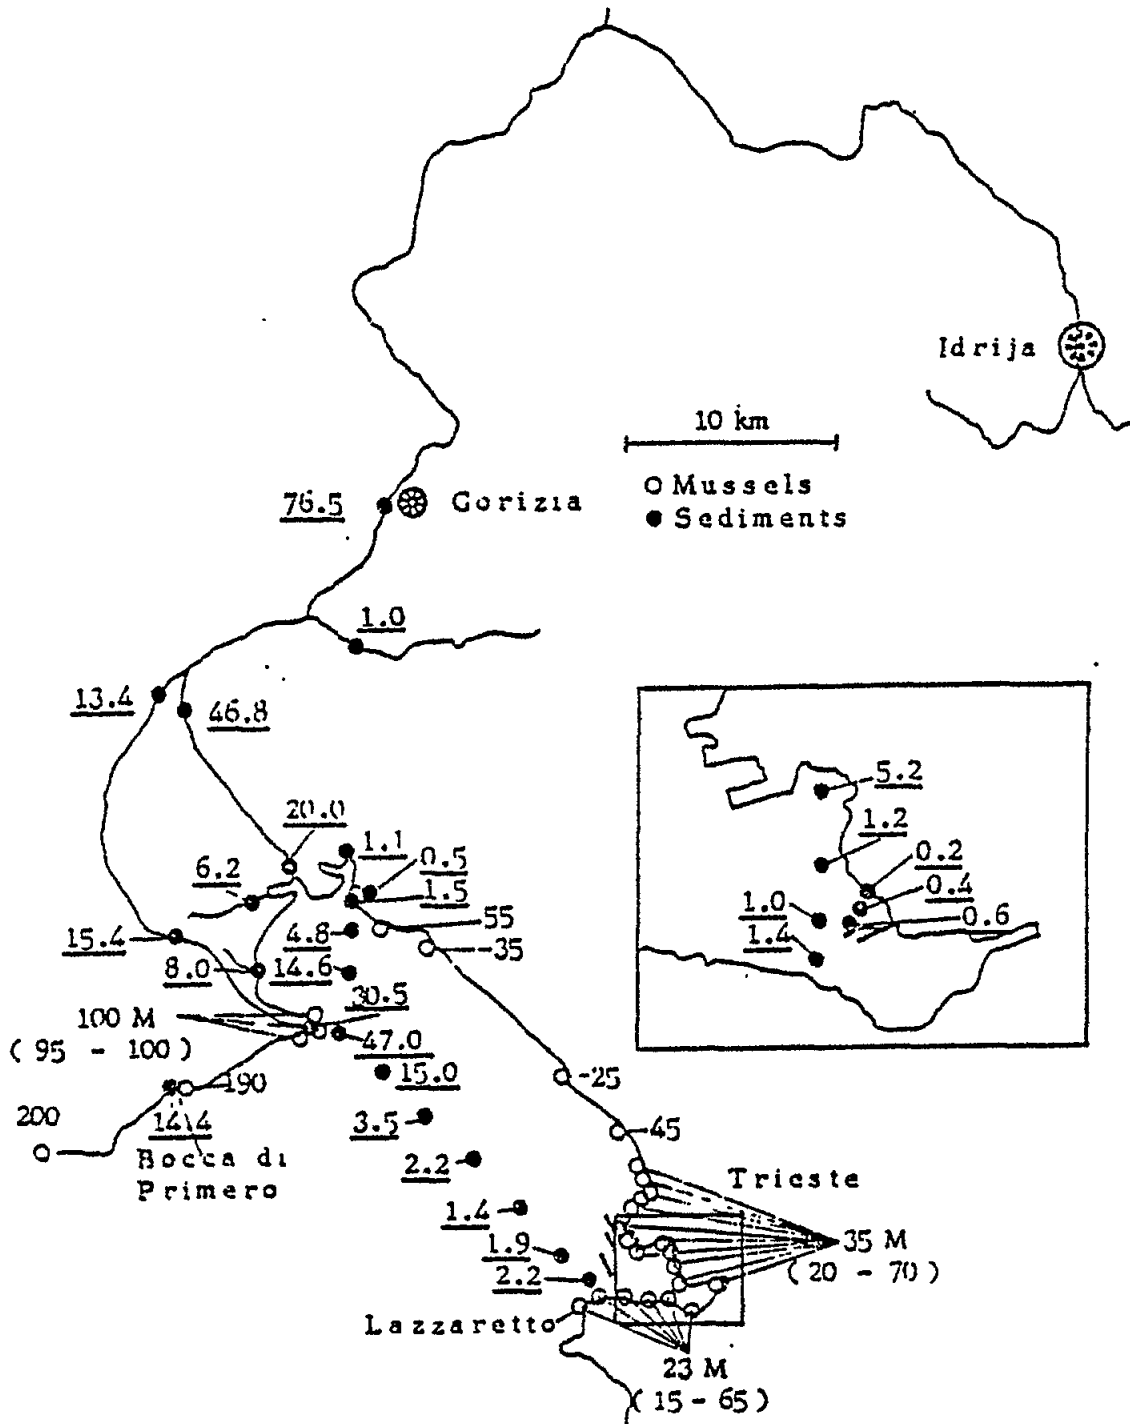 Idrija
10 km
O Mussels
● Sediments
76.5
Gorizia
1.0
13.4
46.8
20.0
1.1
0.5
6.2
1.5
55
15.4
4.8
-35
8.0
14.6
30.5
100 M
(95 - 100)
47.0
15.0
-25
190
200
14.4
3.5
45
Bocca di
Primero
2.2
Trieste
1.4
35 M
(20 - 70)
1.9
2.2
Lazzaretto
23 M
(15 - 65)
5.2
1.2
0.2
0.4
1.0
0.6
1.4